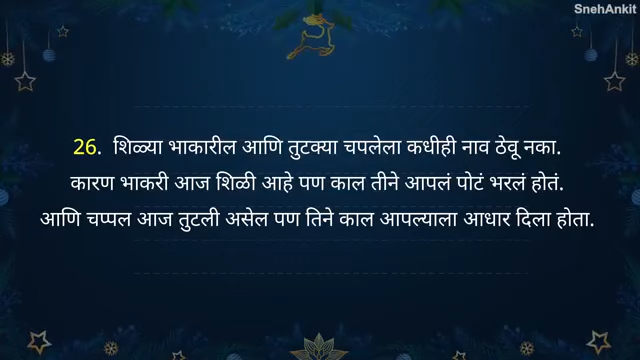 SnehAnkit
26. शिळ्या भाकारील आणि तुटक्या चपलेला कधीही नाव ठेवू नका.
कारण भाकरी आज शिळी आहे पण काल तीने आपलं पोटं भरलं होतं.
आणि चप्पल आज तुटली असेल पण तिने काल आपल्याला आधार दिला होता.